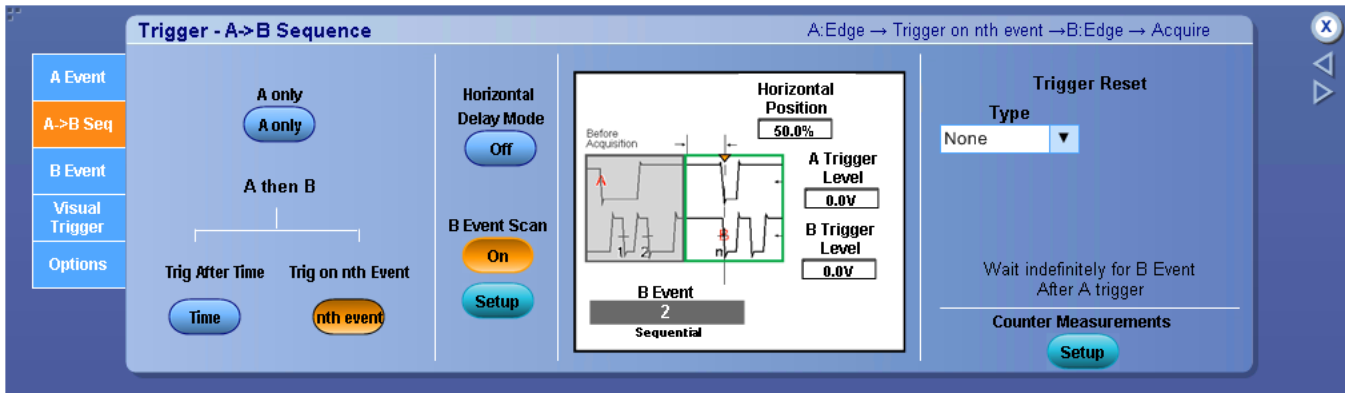 Trigger - A->B Sequence
A:Edge → Trigger on nth event →B:Edge → Acquire
X
A Event
A->B Seq
B Event
Visual
Trigger
Options
A only
A only
A then B
Trig After Time
Time
Trig on nth Event
nth event
Horizontal
Delay Mode
Off
B Event Scan
On
Setup
Horizontal
Position
50.0%
Before
Acquisition
A
A Trigger
Level
0.0V
B Trigger
Level
0.0V
1 2 B
n
B Event
2
Sequential
Trigger Reset
Type
None
Wait indefinitely for B Event
After A trigger
Counter Measurements
Setup